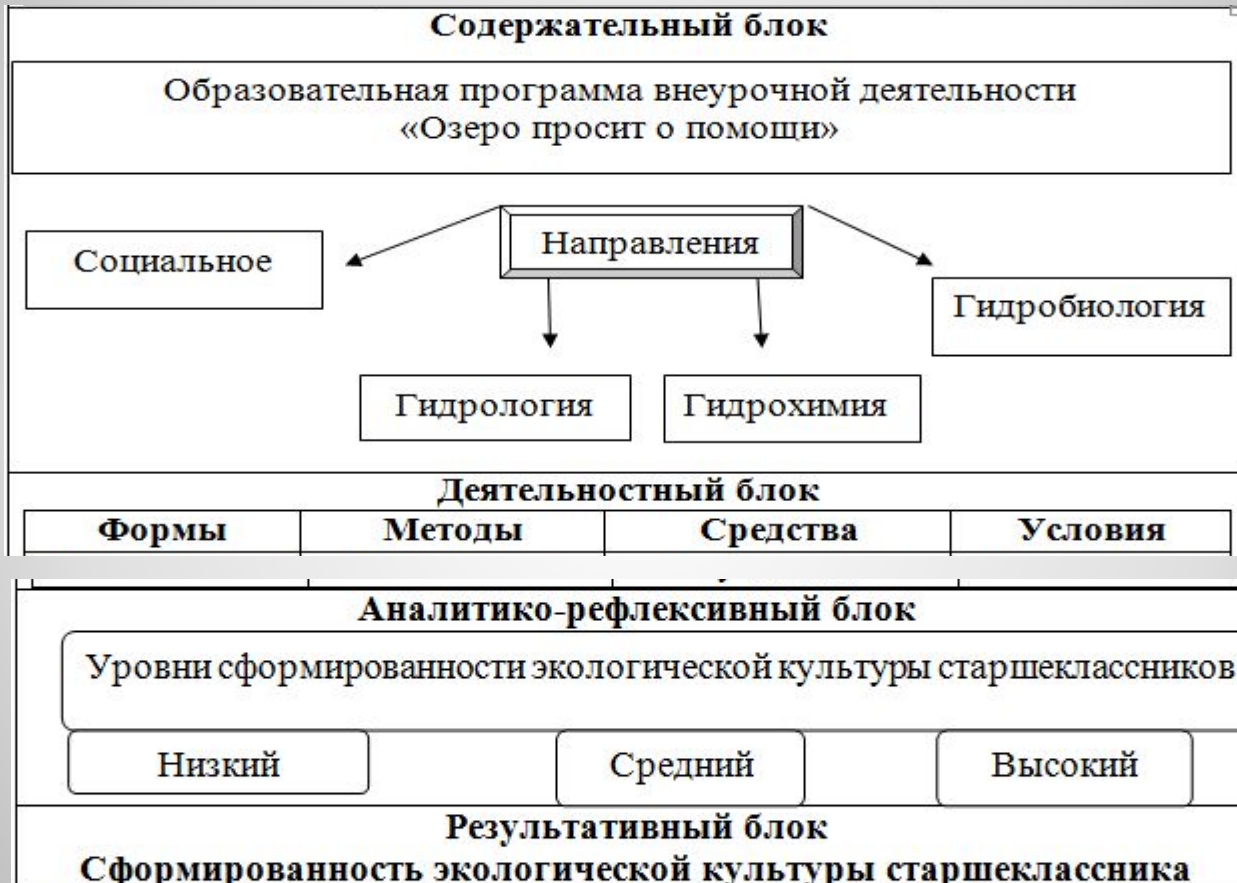 Содержательный блок
Образовательная программа внеурочной деятельности
«Озеро просит о помощи»
Направления
Социальное
Гидробиология
Гидрология
Гидрохимия
Деятельностный блок
Формы Методы Средства Условия
Аналитико-рефлексивный блок
Уровни сформированности экологической культуры старшеклассников
Низкий Средний Высокий
Результативный блок
Сформированность экологической культуры старшеклассника